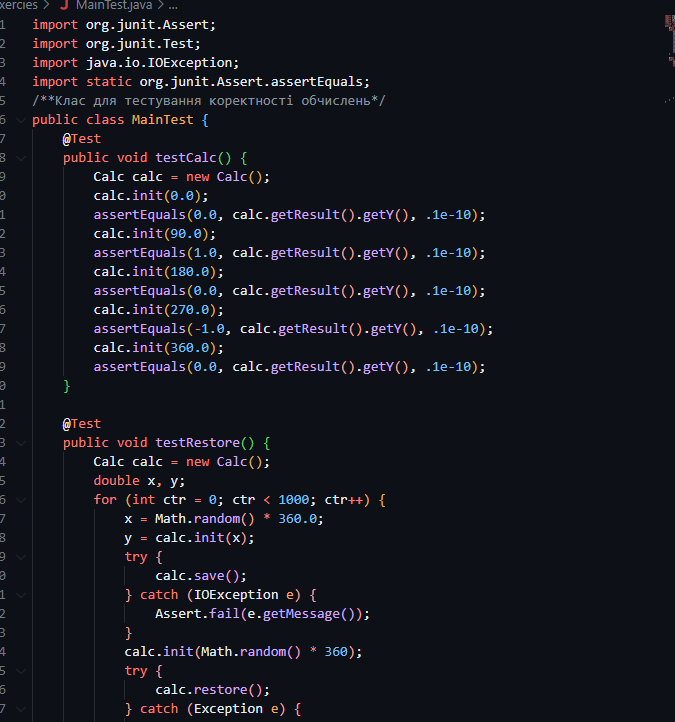 xercies > J MainTest.java > ...
1 import org.junit.Assert;
2 import org.junit.Test;
3 import java.io.IOException;
4 import static org.junit.Assert.assertEquals;
5 /**Клас для тестування коректності обчислень*/
6 public class MainTest {
7 @Test
8 public void testCalc() {
9 Calc calc = new Calc();
0 calc.init(0.0);
1 assertEquals(0.0, calc.getResult().getY(), .1e-10);
2 calc.init(90.0);
3 assertEquals(1.0, calc.getResult().getY(), .1e-10);
4 calc.init(180.0);
5 assertEquals(0.0, calc.getResult().getY(), .1e-10);
6 calc.init(270.0);
7 assertEquals(-1.0, calc.getResult().getY(), .1e-10);
8 calc.init(360.0);
9 assertEquals(0.0, calc.getResult().getY(), .1e-10);
0 }
1
2 @Test
3 public void testRestore() {
4 Calc calc = new Calc();
5 double x, y;
6 for (int ctr = 0; ctr < 1000; ctr++) {
7 x = Math.random() * 360.0;
8 y = calc.init(x);
9 try {
0 calc.save();
1 } catch (IOException e) {
2 Assert.fail(e.getMessage());
3 }
4 calc.init(Math.random() * 360);
5 try {
6 calc.restore();
7 } catch (Exception e) {